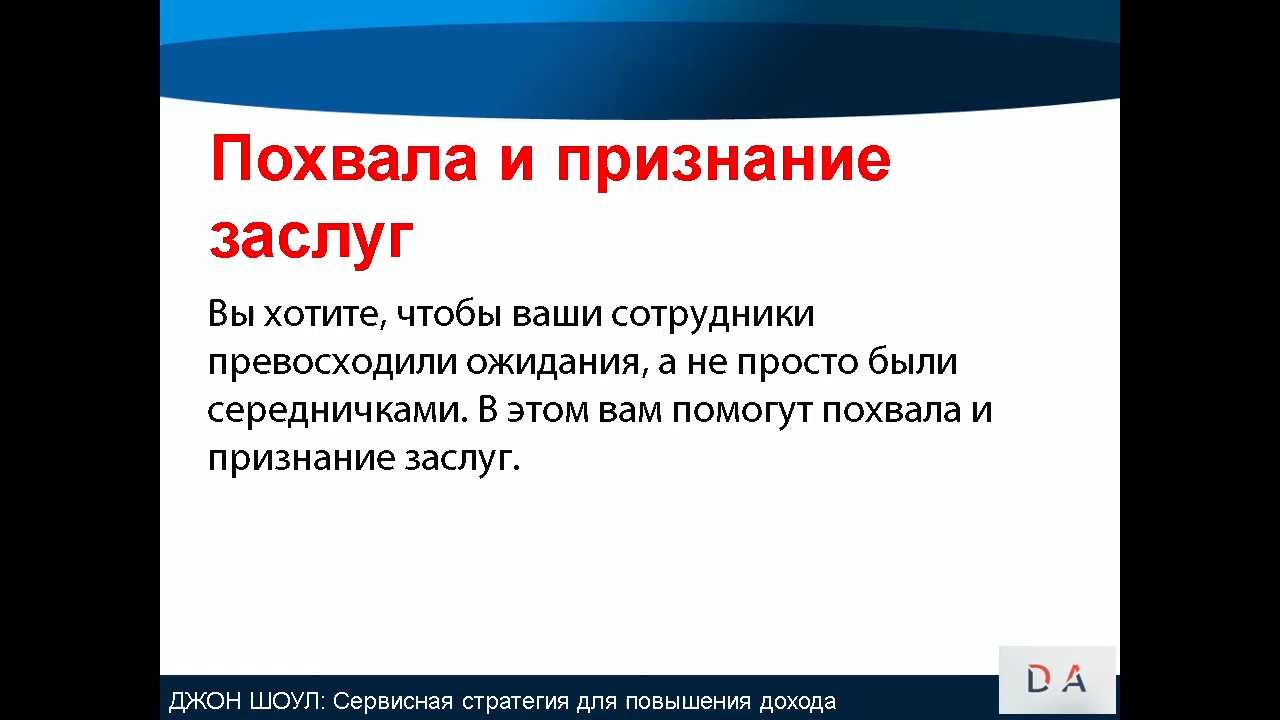 Похвала и признание
заслуг
Вы хотите, чтобы ваши сотрудники
превосходили ожидания, а не просто были
середничками. В этом вам помогут похвала и
признание заслуг.
ДЖОН ШОУЛ: Сервисная стратегия для повышения дохода
DA